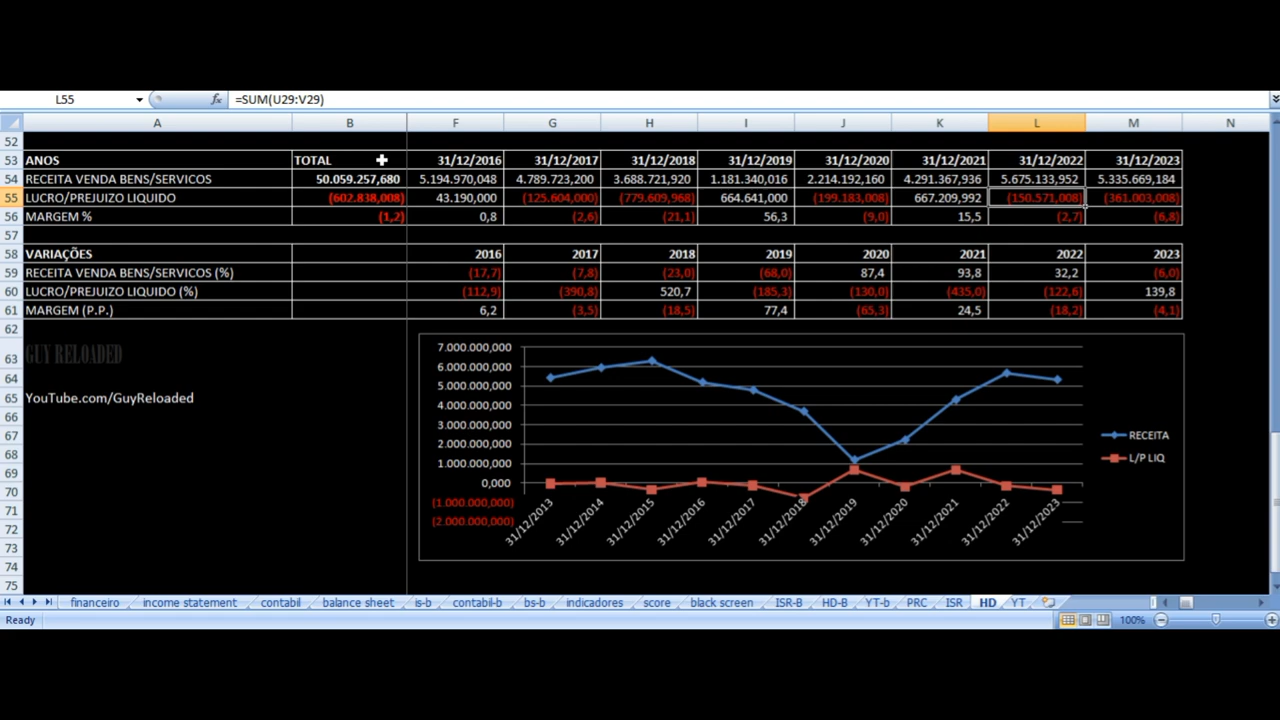 L55 fx =SUM(U29:V29)
A B F G H I J K L M N
52
53 ANOS TOTAL 31/12/2016 31/12/2017 31/12/2018 31/12/2019 31/12/2020 31/12/2021 31/12/2022 31/12/2023
54 RECEITA VENDA BENS/SERVICOS 50.059.257,680 5.194.970,048 4.789.723,200 3.688.721,920 1.181.340,016 2.214.192,160 4.291.367,936 5.675.133,952 5.335.669,184
55 LUCRO/PREJUIZO LIQUIDO (602.838,008) 43.190,000 (125.604,000) (779.609,968) 664.641,000 (199.183,008) 667.209,992 (150.571,008) (361.003,008)
56 MARGEM % (1,2) 0,8 (2,6) (21,1) 56,3 (9,0) 15,5 (2,7) (6,8)
57
58 VARIAÇÕES 2016 2017 2018 2019 2020 2021 2022 2023
59 RECEITA VENDA BENS/SERVICOS (%) (17,7) (7,8) (23,0) (68,0) 87,4 93,8 32,2 (6,0)
60 LUCRO/PREJUIZO LIQUIDO (%) (112,9) (390,8) 520,7 (185,3) (130,0) (435,0) (122,6) 139,8
61 MARGEM (P.P.) 6,2 (3,5) (18,5) 77,4 (65,3) 24,5 (18,2) (4,1)
62
63 GUY RELOADED
64
65 YouTube.com/GuyReloaded
66
67
68
69
70
71
72
73
74
75
7.000.000,000
6.000.000,000
5.000.000,000
4.000.000,000
3.000.000,000
2.000.000,000
1.000.000,000
0,000
(1.000.000,000)
(2.000.000,000)
31/12/2013 31/12/2014 31/12/2015 31/12/2016 31/12/2017 31/12/2018 31/12/2019 31/12/2020 31/12/2021 31/12/2022 31/12/2023
RECEITA
L/P LIQ
financeiro income statement contabil balance sheet is-b contabil-b bs-b indicadores score black screen ISR-B HD-B YT-b PRC ISR HD YT
Ready 100%